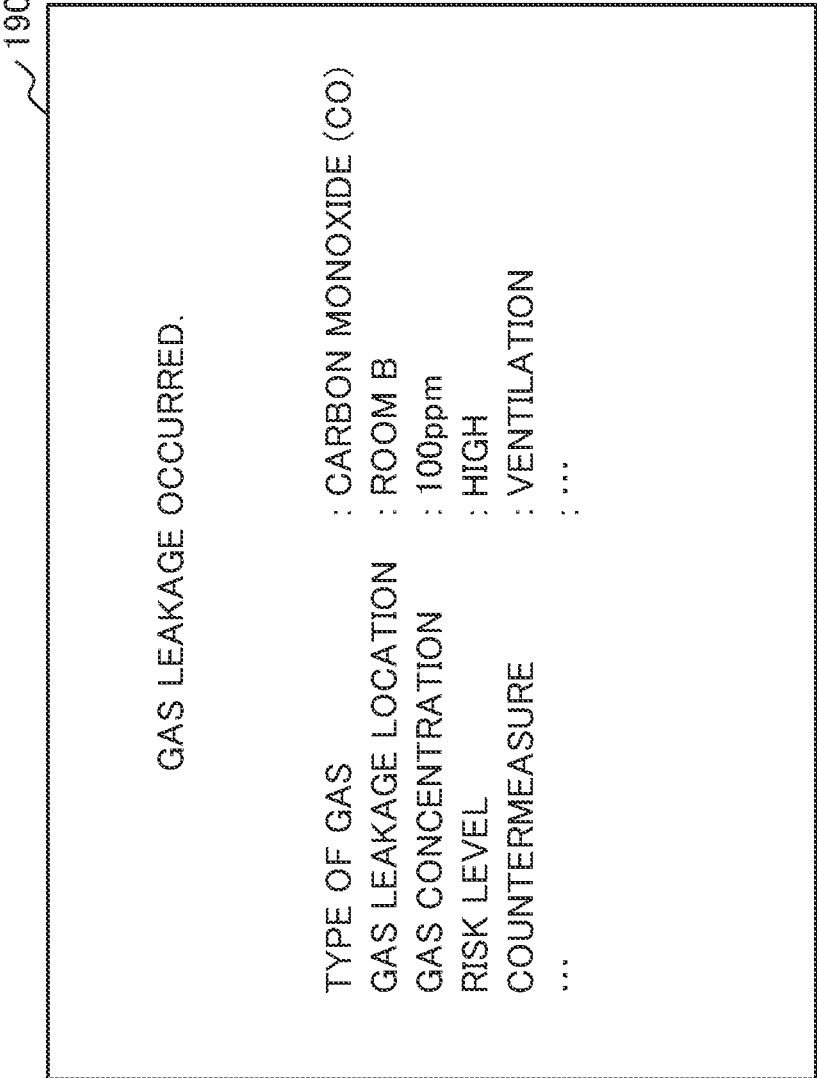 190
GAS LEAKAGE OCCURRED.
TYPE OF GAS : CARBON MONOXIDE (CO)
GAS LEAKAGE LOCATION : ROOM B
GAS CONCENTRATION : 100ppm
RISK LEVEL : HIGH
COUNTERMEASURE : VENTILATION
... : ...